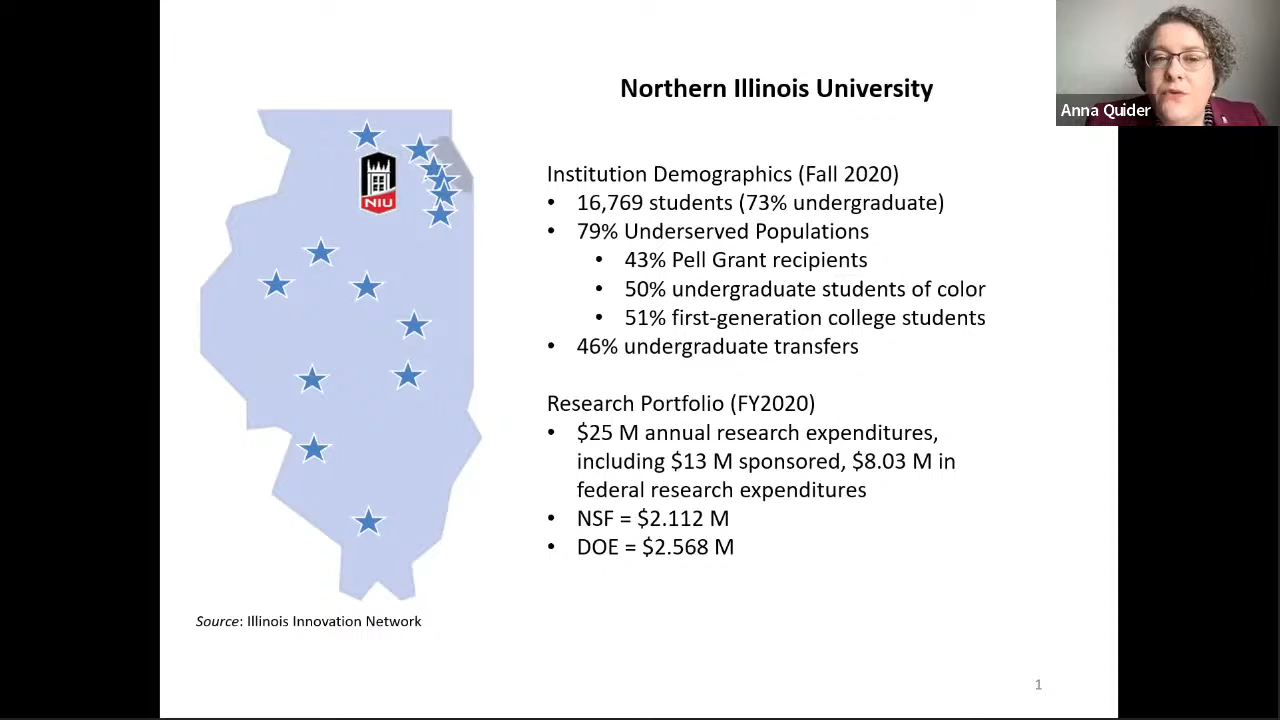 Northern Illinois University
Anna Quider
NIU
Institution Demographics (Fall 2020)
• 16,769 students (73% undergraduate)
• 79% Underserved Populations
• 43% Pell Grant recipients
• 50% undergraduate students of color
• 51% first-generation college students
• 46% undergraduate transfers
Research Portfolio (FY2020)
• $25 M annual research expenditures,
including $13 M sponsored, $8.03 M in
federal research expenditures
• NSF = $2.112 M
• DOE = $2.568 M
Source: Illinois Innovation Network
1